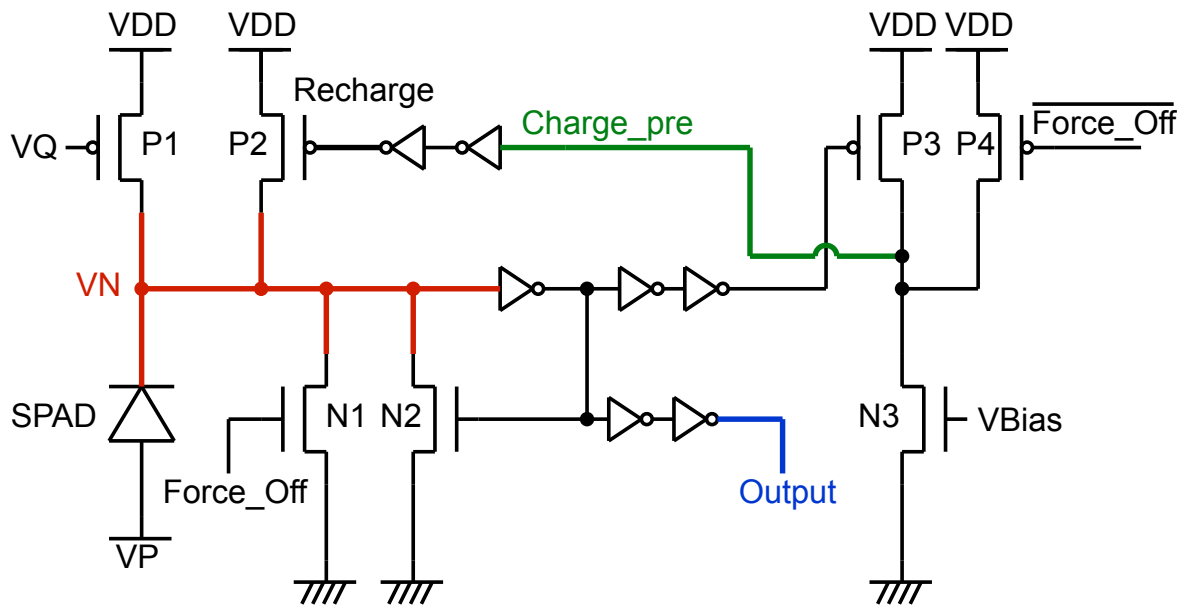 VDD
VDD
VDD
VDD
Recharge
Charge_pre
Force_Off
VQ
P1
P2
P3
P4
VN
SPAD
N1
N2
N3
VBias
Force_Off
Output
VP